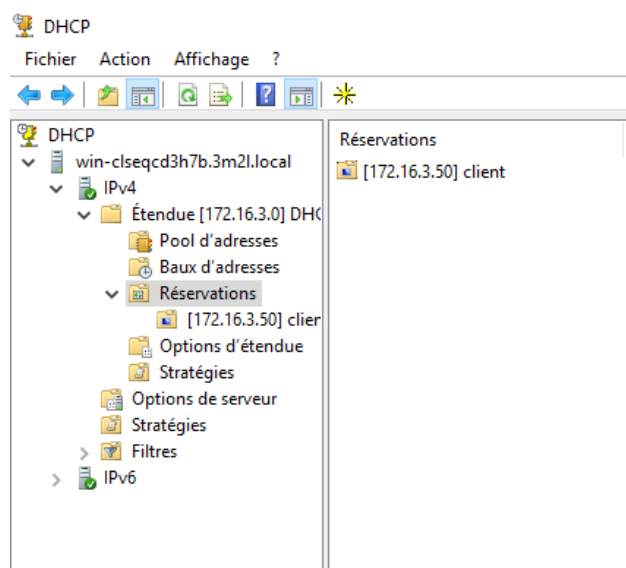 DHCP
Fichier Action Affichage ?
DHCP
win-clseqcd3h7b.3m2l.local
IPv4
Étendue [172.16.3.0] DHC
Pool d'adresses
Baux d'adresses
Réservations
[172.16.3.50] clier
Options d'étendue
Stratégies
Options de serveur
Stratégies
Filtres
IPv6
Réservations
[172.16.3.50] client